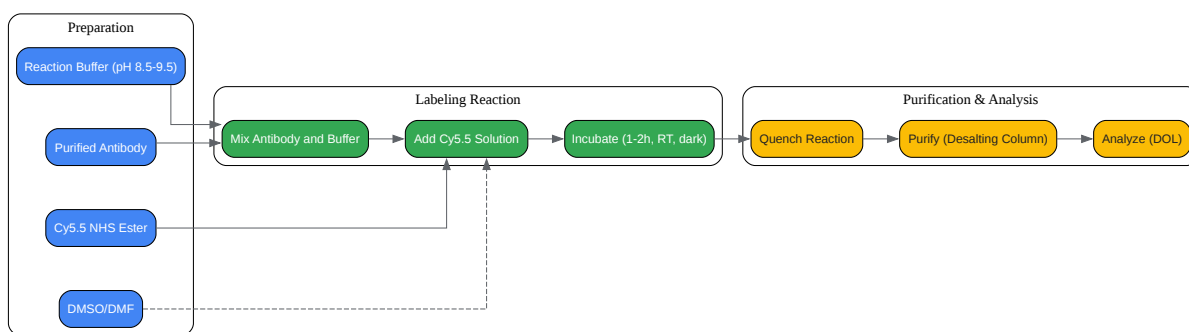 Preparation
Reaction Buffer (pH 8.5-9.5)
Purified Antibody
Cy5.5 NHS Ester
DMSO/DMF
Labeling Reaction
Mix Antibody and Buffer
Add Cy5.5 Solution
Incubate (1-2h, RT, dark)
Purification & Analysis
Quench Reaction
Purify (Desalting Column)
Analyze (DOL)